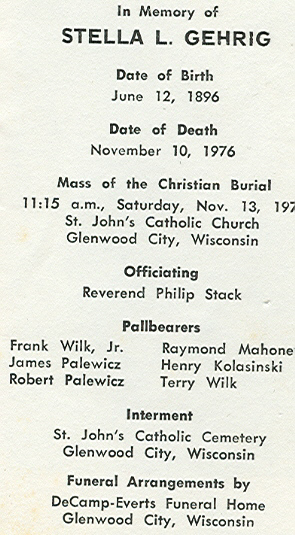 In Memory of
STELLA L. GEHRIG
Date of Birth
June 12, 1896
Date of Death
November 10, 1976
Mass of the Christian Burial
11:15 a.m., Saturday, Nov. 13, 197
St. John's Catholic Church
Glenwood City, Wisconsin
Officiating
Reverend Philip Stack
Pallbearers
Frank Wilk, Jr. Raymond Mahone
James Palewicz Henry Kolasinski
Robert Palewicz Terry Wilk
Interment
St. John's Catholic Cemetery
Glenwood City, Wisconsin
Funeral Arrangements by
DeCamp-Everts Funeral Home
Glenwood City, Wisconsin